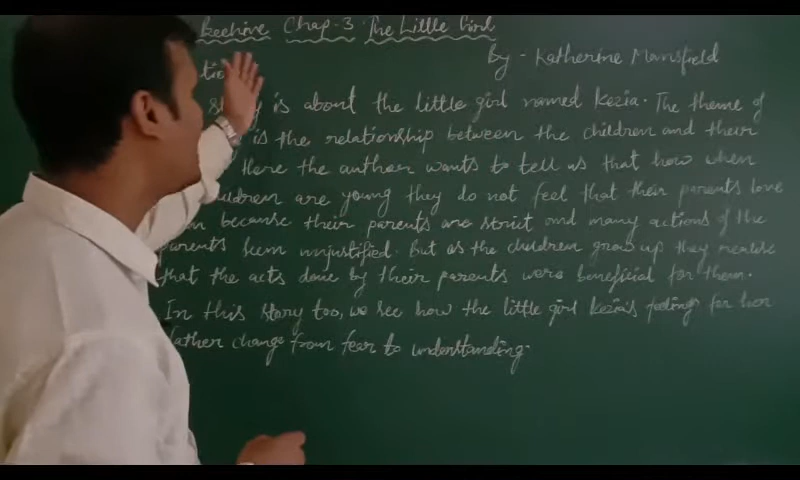 Beehive Chap-3 The Little Girl
By - Katherine Mansfield
is about the little girl named Kezia. The theme of
is the relationship between the children and their
Here the author wants to tell us that how when
children are young they do not feel that their parents love
because their parents are strict and many actions of the
parents seem unjustified. But as the children grow up they realise
that the acts done by their parents were beneficial for them.
In this story too, we see how the little girl Kezia's feelings for her
father change from fear to understanding.